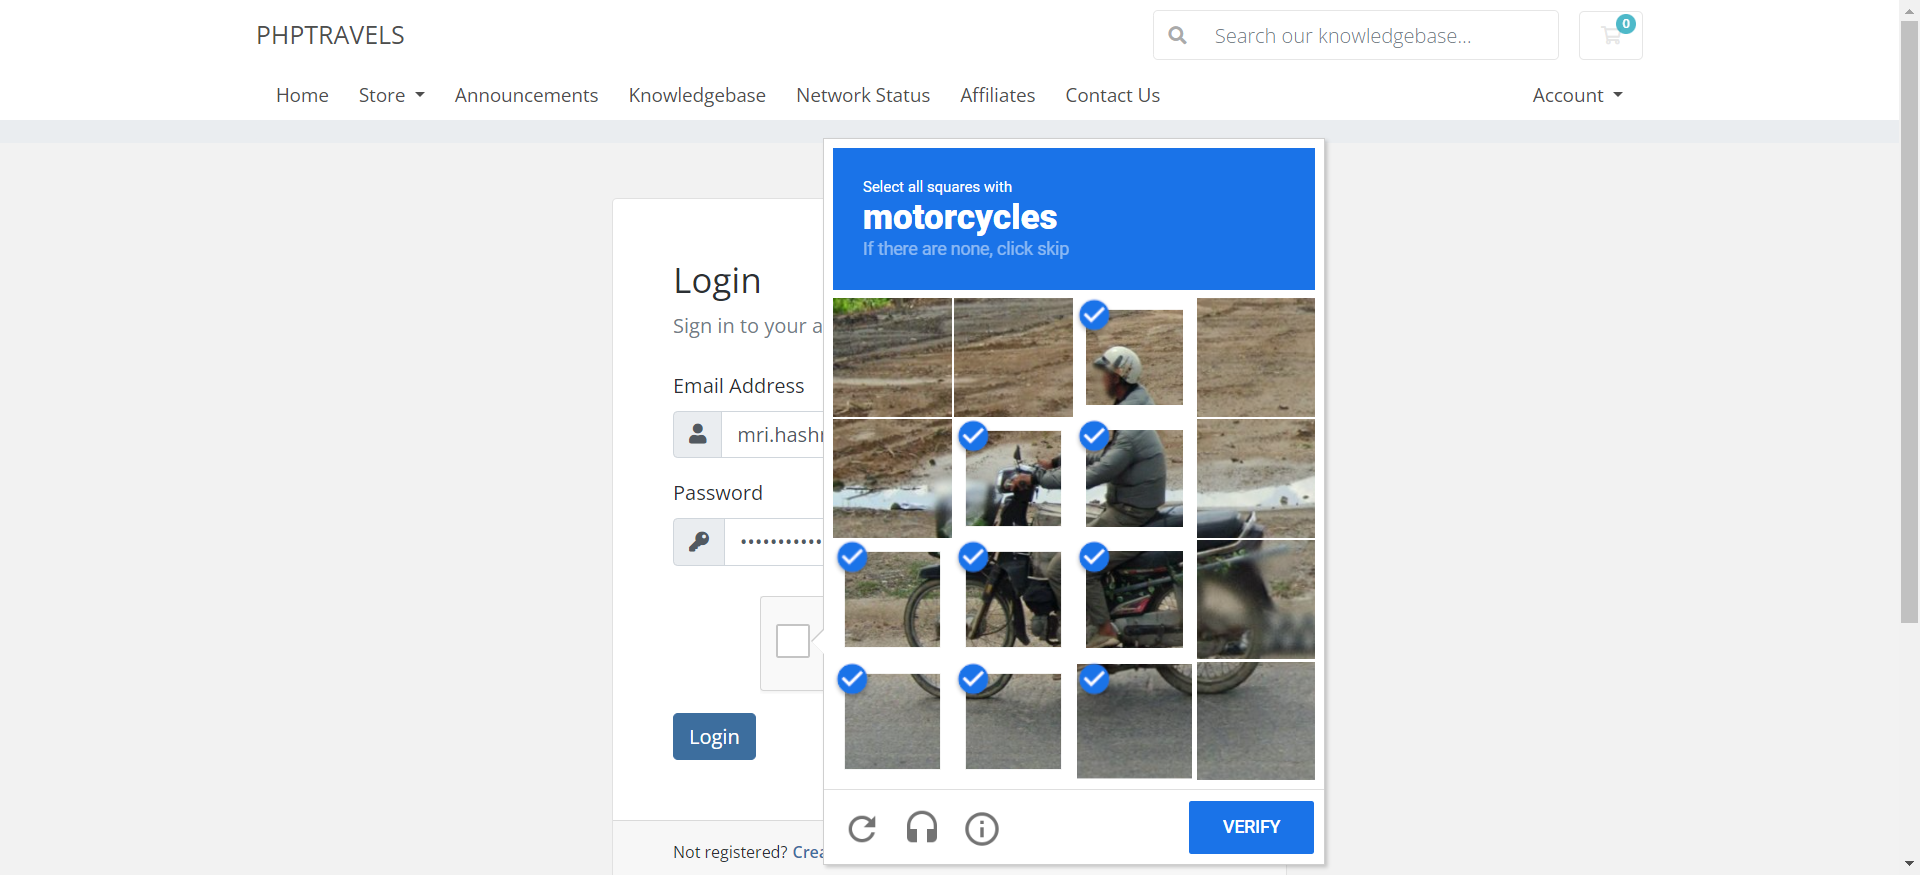 PHPTRAVELS
Search our knowledgebase...
0
Home
Store
Announcements
Knowledgebase
Network Status
Affiliates
Contact Us
Account
Select all squares with
motorcycles
If there are none, click skip
Login
Sign in to your a
Email Address
mri.hash
Password
Login
VERIFY
Not registered? Crea